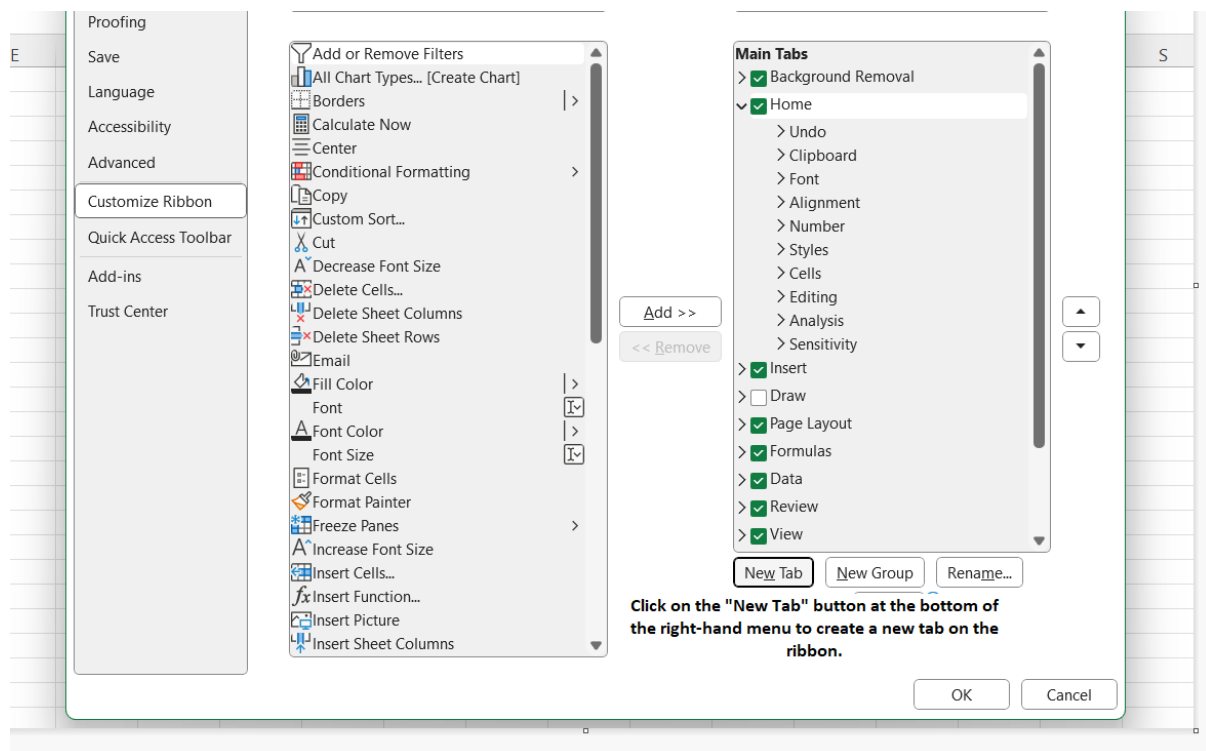 E
S
Proofing
Save
Language
Accessibility
Advanced
Customize Ribbon
Quick Access Toolbar
Add-ins
Trust Center
Add or Remove Filters
All Chart Types... [Create Chart]
Borders
Calculate Now
Center
Conditional Formatting
Copy
Custom Sort...
Cut
Decrease Font Size
Delete Cells...
Delete Sheet Columns
Delete Sheet Rows
Email
Fill Color
Font
Font Color
Font Size
Format Cells
Format Painter
Freeze Panes
Increase Font Size
Insert Cells...
Insert Function...
Insert Picture
Insert Sheet Columns
Add >>
<< Remove
Main Tabs
Background Removal
Home
Undo
Clipboard
Font
Alignment
Number
Styles
Cells
Editing
Analysis
Sensitivity
Insert
Draw
Page Layout
Formulas
Data
Review
View
New Tab
New Group
Rename...
Click on the "New Tab" button at the bottom of
the right-hand menu to create a new tab on the
ribbon.
OK
Cancel